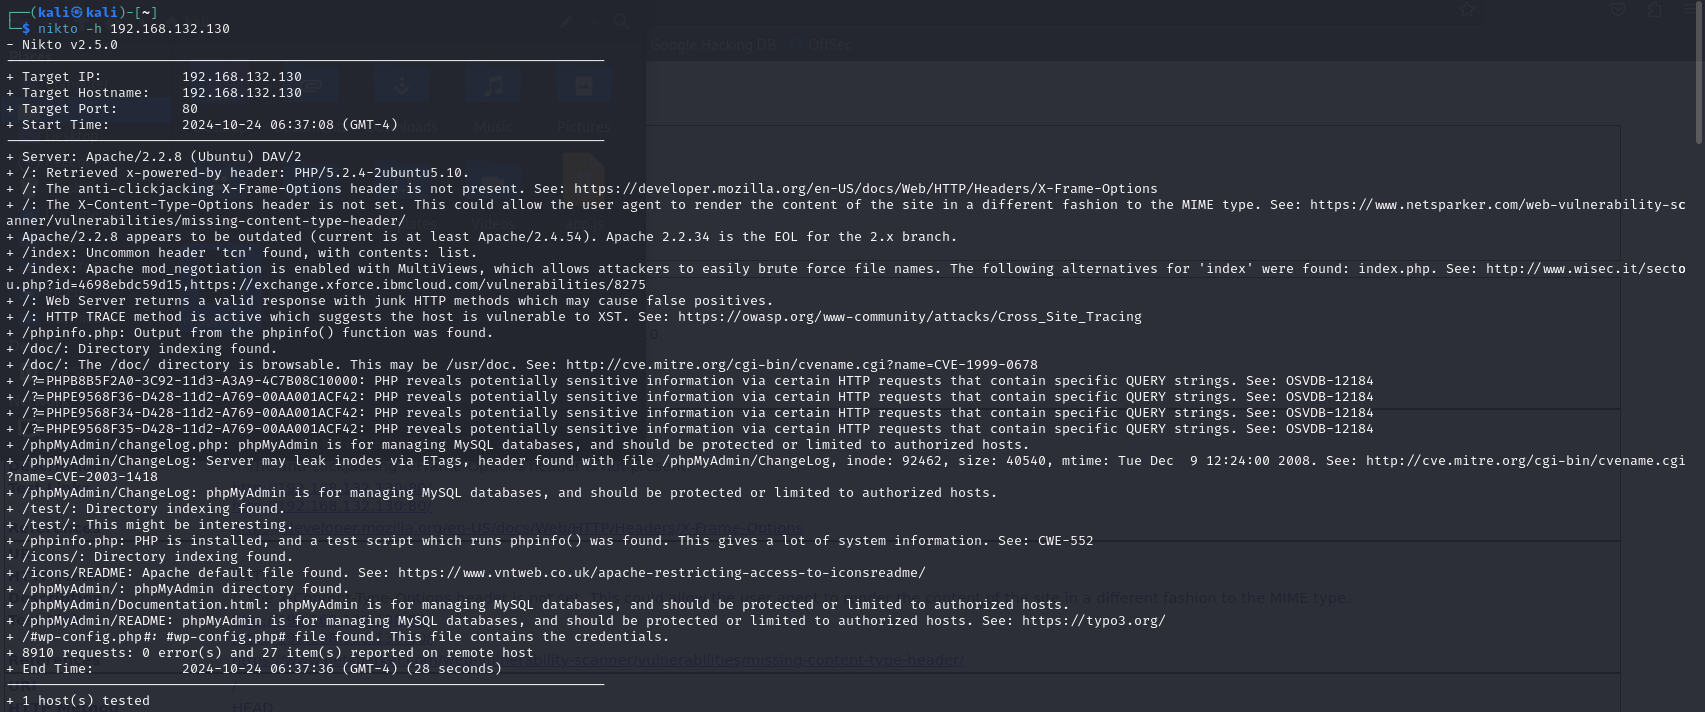 ┌──(kali㉿kali)-[~]
└─$ nikto -h 192.168.132.130
- Nikto v2.5.0
Google Hacking DB OffSec
+ Target IP: 192.168.132.130
+ Target Hostname: 192.168.132.130
+ Target Port: 80
+ Start Time: 2024-10-24 06:37:08 (GMT-4)
Music Pictures
+ Server: Apache/2.2.8 (Ubuntu) DAV/2
+ /: Retrieved x-powered-by header: PHP/5.2.4-2ubuntu5.10.
+ /: The anti-clickjacking X-Frame-Options header is not present. See: https://developer.mozilla.org/en-US/docs/Web/HTTP/Headers/X-Frame-Options
+ /: The X-Content-Type-Options header is not set. This could allow the user agent to render the content of the site in a different fashion to the MIME type. See: https://www.netsparker.com/web-vulnerability-sc
anner/vulnerabilities/missing-content-type-header/
+ Apache/2.2.8 appears to be outdated (current is at least Apache/2.4.54). Apache 2.2.34 is the EOL for the 2.x branch.
+ /index: Uncommon header 'tcn' found, with contents: list.
+ /index: Apache mod_negotiation is enabled with MultiViews, which allows attackers to easily brute force file names. The following alternatives for 'index' were found: index.php. See: http://www.wisec.it/secto
u.php?id=4698ebdc59d15,https://exchange.xforce.ibmcloud.com/vulnerabilities/8275
+ /: Web Server returns a valid response with junk HTTP methods which may cause false positives.
+ /: HTTP TRACE method is active which suggests the host is vulnerable to XST. See: https://owasp.org/www-community/attacks/Cross_Site_Tracing
+ /phpinfo.php: Output from the phpinfo() function was found.
+ /doc/: Directory indexing found.
+ /doc/: The /doc/ directory is browsable. This may be /usr/doc. See: http://cve.mitre.org/cgi-bin/cvename.cgi?name=CVE-1999-0678
+ /?=PHPB8B5F2A0-3C92-11d3-A3A9-4C7B08C10000: PHP reveals potentially sensitive information via certain HTTP requests that contain specific QUERY strings. See: OSVDB-12184
+ /?=PHPE9568F36-D428-11d2-A769-00AA001ACF42: PHP reveals potentially sensitive information via certain HTTP requests that contain specific QUERY strings. See: OSVDB-12184
+ /?=PHPE9568F34-D428-11d2-A769-00AA001ACF42: PHP reveals potentially sensitive information via certain HTTP requests that contain specific QUERY strings. See: OSVDB-12184
+ /?=PHPE9568F35-D428-11d2-A769-00AA001ACF42: PHP reveals potentially sensitive information via certain HTTP requests that contain specific QUERY strings. See: OSVDB-12184
+ /phpMyAdmin/changelog.php: phpMyAdmin is for managing MySQL databases, and should be protected or limited to authorized hosts.
+ /phpMyAdmin/ChangeLog: Server may leak inodes via ETags, header found with file /phpMyAdmin/ChangeLog, inode: 92462, size: 40540, mtime: Tue Dec  9 12:24:00 2008. See: http://cve.mitre.org/cgi-bin/cvename.cgi
?name=CVE-2003-1418
+ /phpMyAdmin/ChangeLog: phpMyAdmin is for managing MySQL databases, and should be protected or limited to authorized hosts.
+ /test/: Directory indexing found.
+ /test/: This might be interesting.
+ /phpinfo.php: PHP is installed, and a test script which runs phpinfo() was found. This gives a lot of system information. See: CWE-552
+ /icons/: Directory indexing found.
+ /icons/README: Apache default file found. See: https://www.vntweb.co.uk/apache-restricting-access-to-iconsreadme/
+ /phpMyAdmin/: phpMyAdmin directory found.
+ /phpMyAdmin/Documentation.html: phpMyAdmin is for managing MySQL databases, and should be protected or limited to authorized hosts.
+ /phpMyAdmin/README: phpMyAdmin is for managing MySQL databases, and should be protected or limited to authorized hosts. See: https://typo3.org/
+ /#wp-config.php#: #wp-config.php# file found. This file contains the credentials.
+ 8910 requests: 0 error(s) and 27 item(s) reported on remote host
+ End Time: 2024-10-24 06:37:36 (GMT-4) (28 seconds)
URI /
+ 1 host(s) tested
HEAD